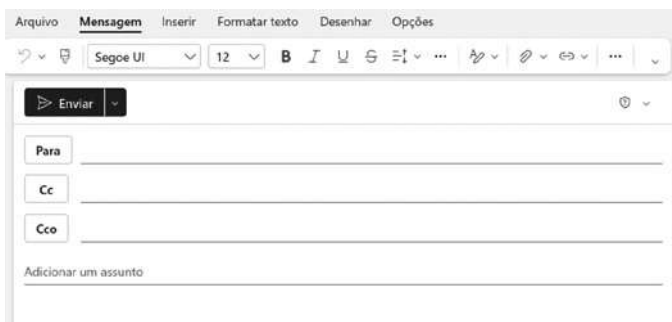 Arquivo Mensagem Inserir Formatar texto Desenhar Opções
Segoe UI 12 B I U S ... ...
Enviar
Para
Cc
Cco
Adicionar um assunto